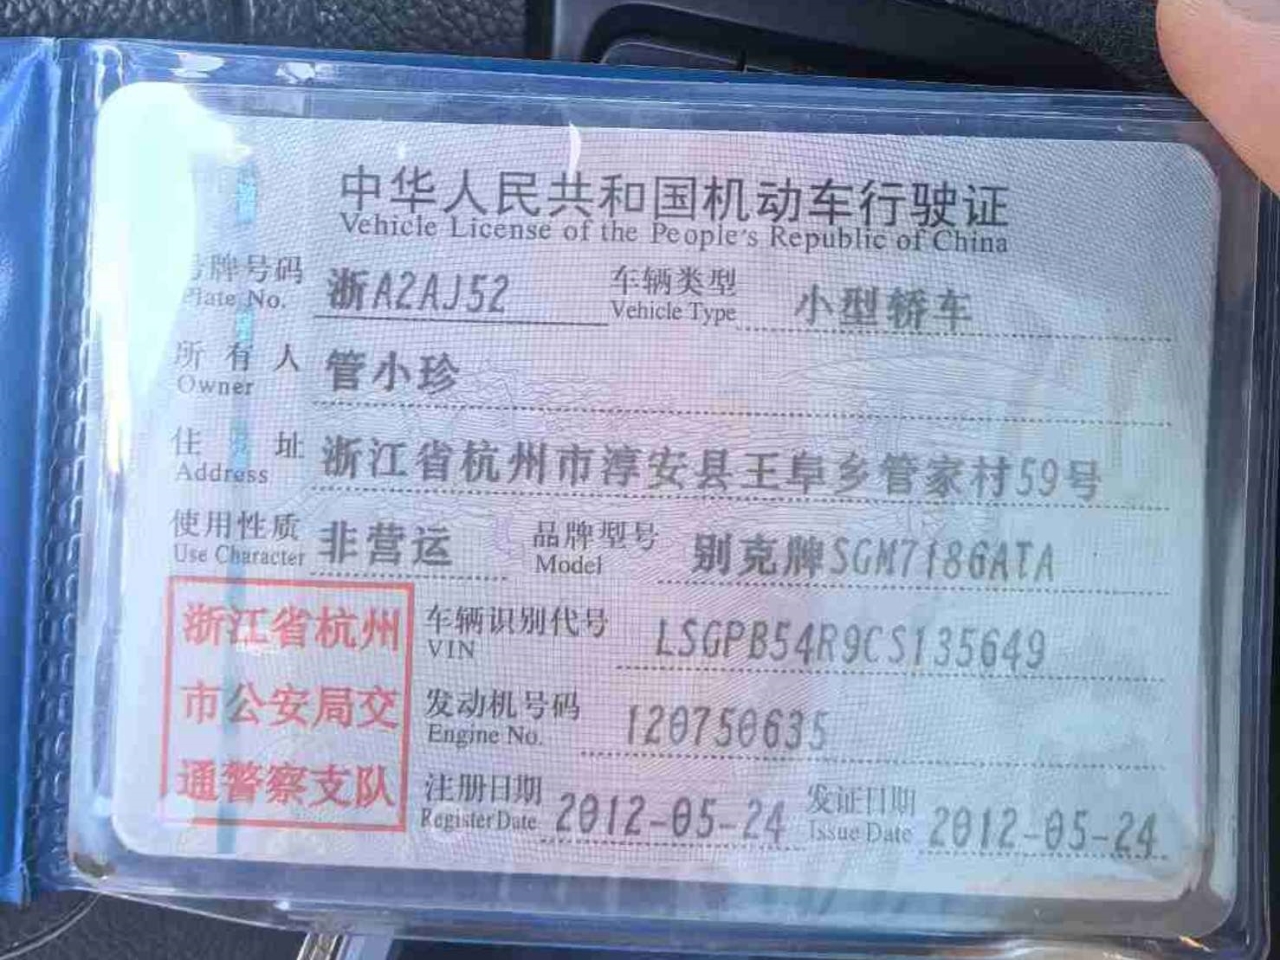 中华人民共和国机动车行驶证
Vehicle License of the People's Republic of China
号牌号码 浙A2AJ52 车辆类型 小型轿车
Plate No. Vehicle Type
所有人 管小珍
Owner
住址 浙江省杭州市淳安县王阜乡管家村59号
Address
使用性质 非营运 品牌型号 别克牌SGM7186ATA
Use Character Model
浙江省杭州
市公安局交
通警察支队
车辆识别代号 LSGPB54R9CS135649
VIN
发动机号码 120750635
Engine No.
注册日期 2012-05-24 发证日期 2012-05-24
Register Date Issue Date